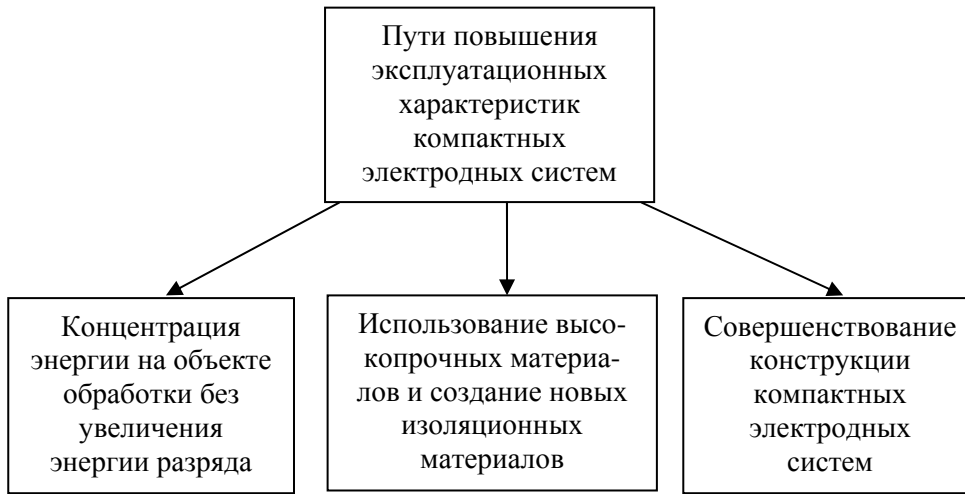 Пути повышения
эксплуатационных
характеристик
компактных
электродных систем
Концентрация
энергии на объекте
обработки без
увеличения
энергии разряда
Использование высо-
копрочных материа-
лов и создание новых
изоляционных
материалов
Совершенствование
конструкции
компактных
электродных
систем